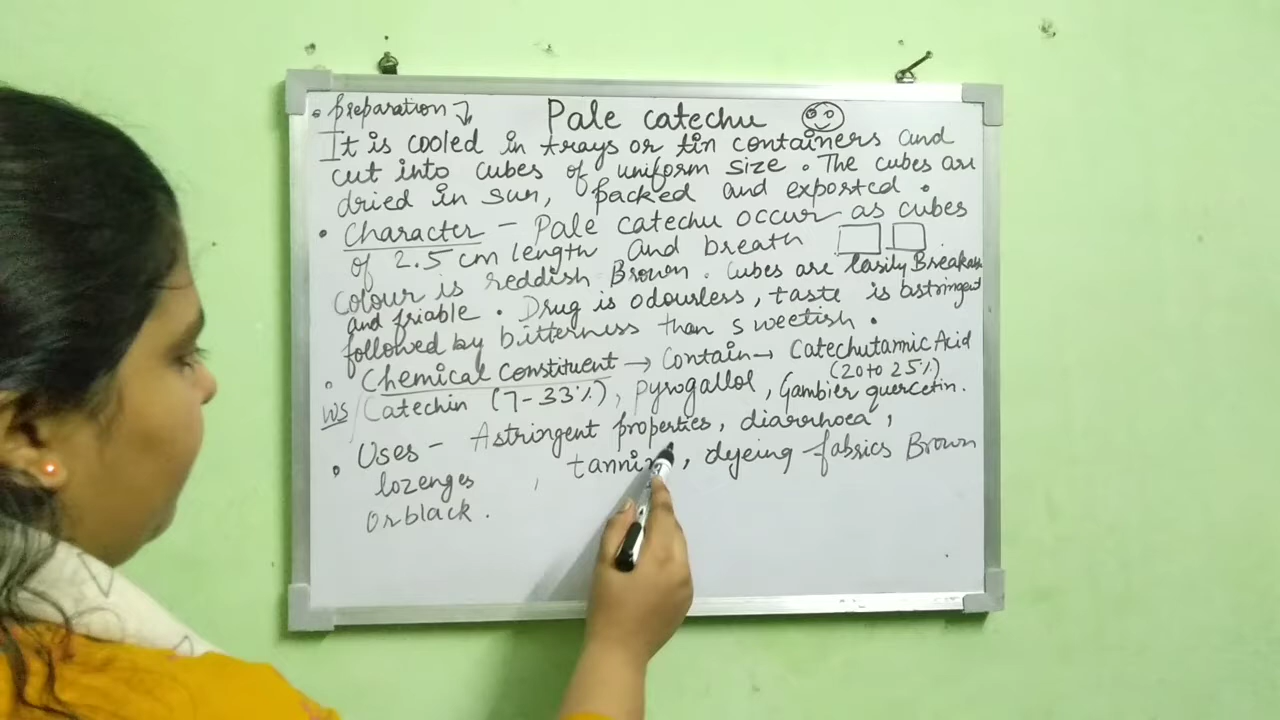 • Preparation ↴ Pale catechu
It is cooled in trays or tin containers and
cut into cubes of uniform size . The cubes are
dried in sun, packed and exported .
• Character – Pale catechu occur as cubes
of 2.5 cm length and breath
Colour is reddish Brown . Cubes are Easily Breakable
and friable . Drug is odourless, taste is astringent
followed by bitterness than sweetish .
• Chemical constituent → Contain → Catechutannic Acid
(20 to 25%)
Catechin (7-33%), pyrogallol, Gambier quercetin.
• Uses – Astringent properties, diarrhoea,
lozenges , , dyeing fabrics Brown
Or black .